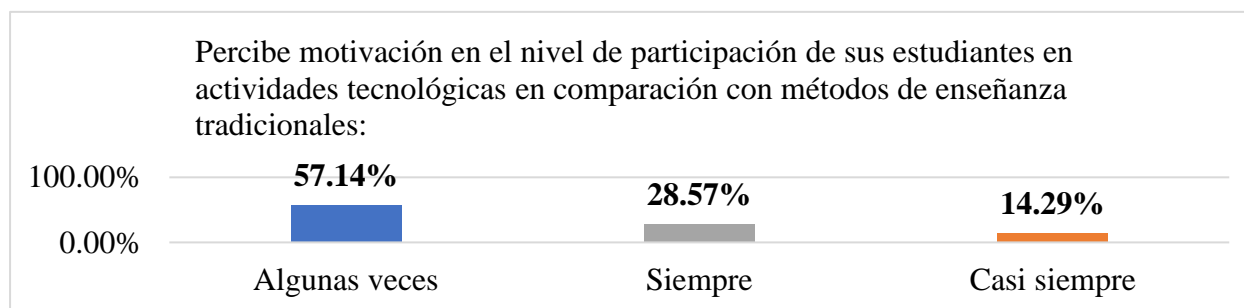 Percibe motivación en el nivel de participación de sus estudiantes en
actividades tecnológicas en comparación con métodos de enseñanza
tradicionales:
100.00%
57.14%
28.57%
14.29%
0.00%
Algunas veces
Siempre
Casi siempre